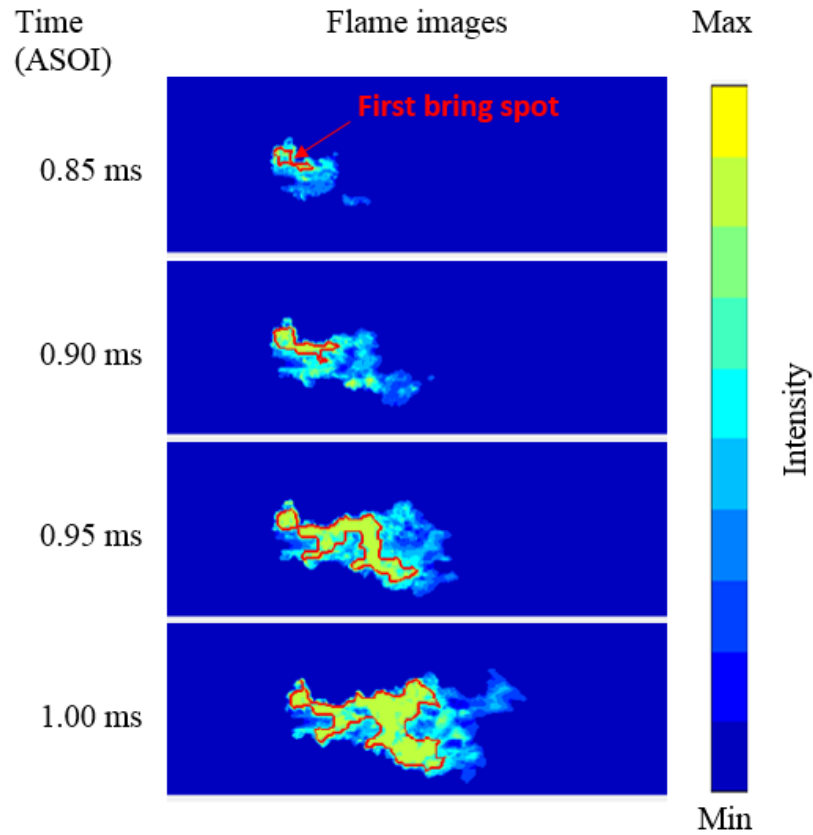 Time
(ASOI)
Flame images
Max
First bring spot
0.85 ms
0.90 ms
0.95 ms
1.00 ms
Intensity
Min